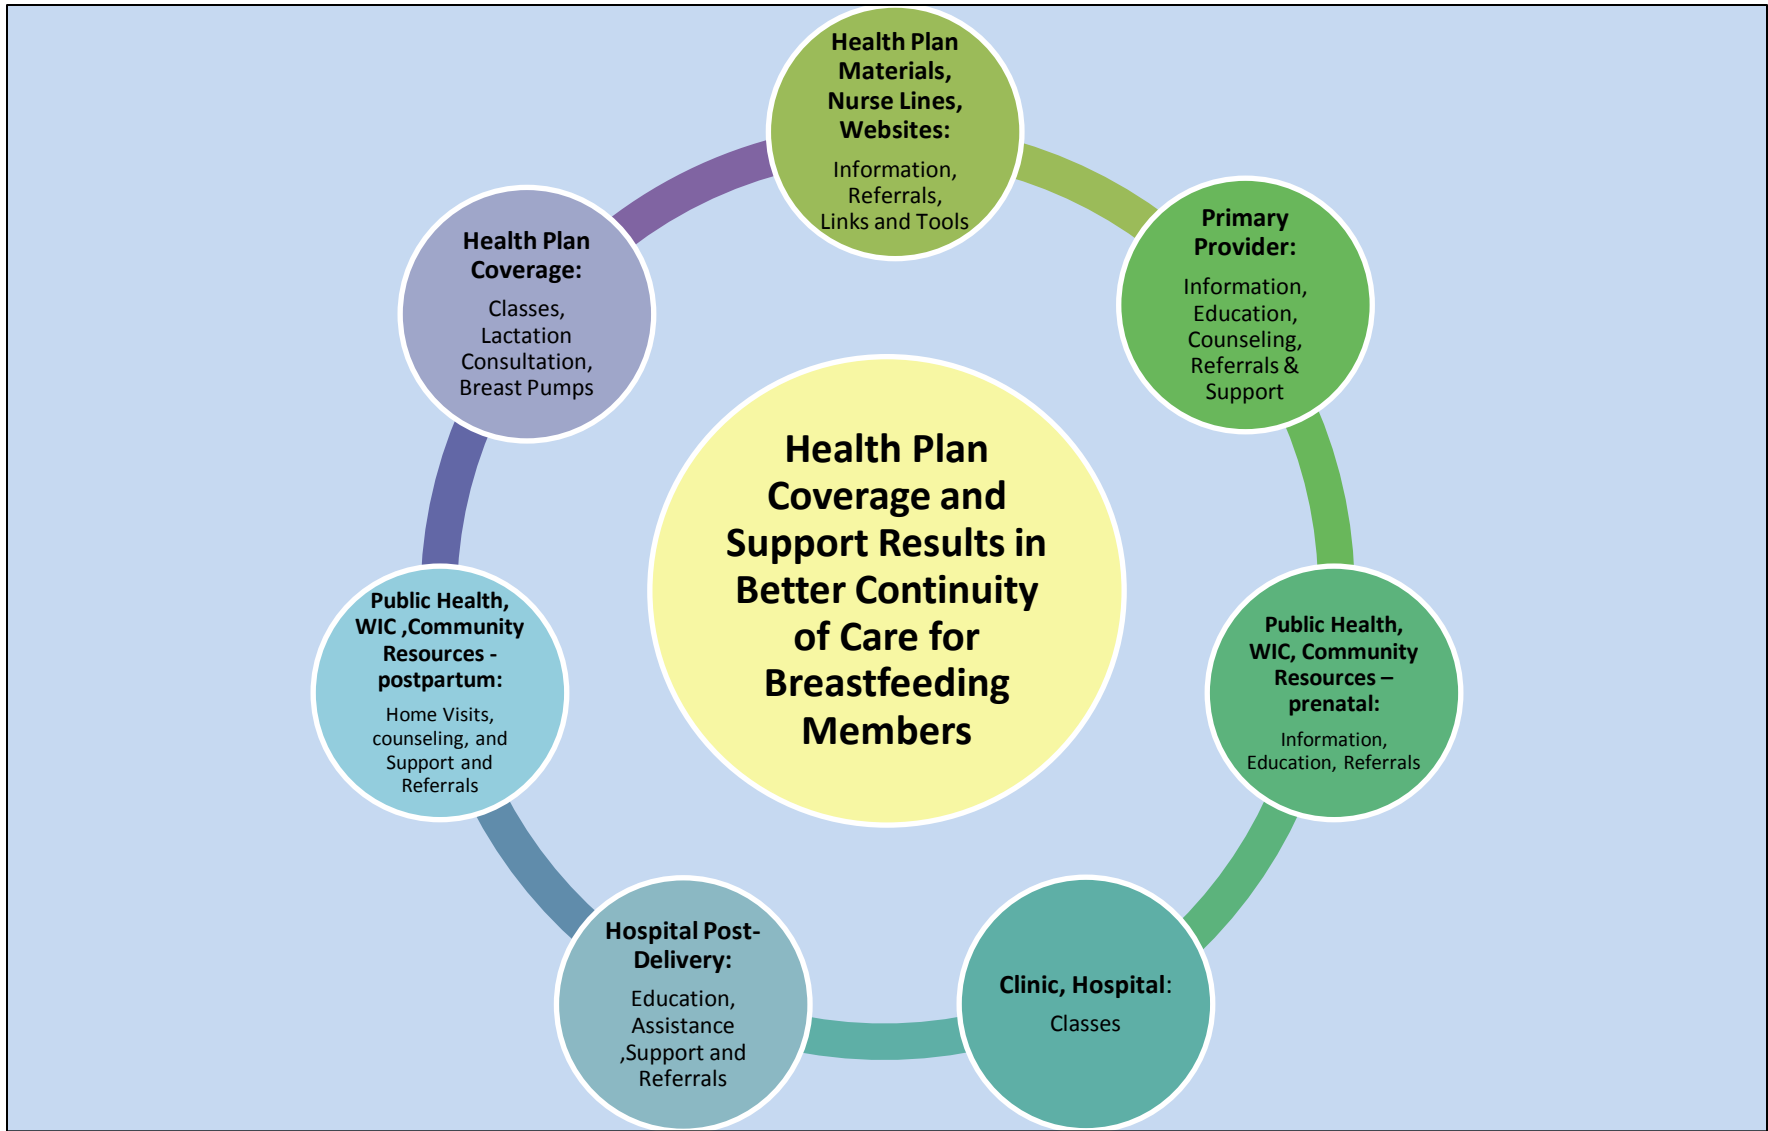 Health Plan
Materials,
Nurse Lines,
Websites:
Information,
Referrals,
Links and Tools
Primary
Provider:
Information,
Education,
Counseling,
Referrals &
Support
Public Health,
WIC, Community
Resources –
prenatal:
Information,
Education, Referrals
Clinic, Hospital:
Classes
Hospital Post-
Delivery:
Education,
Assistance
,Support and
Referrals
Public Health,
WIC ,Community
Resources -
postpartum:
Home Visits,
counseling, and
Support and
Referrals
Health Plan
Coverage:
Classes,
Lactation
Consultation,
Breast Pumps
Health Plan
Coverage and
Support Results in
Better Continuity
of Care for
Breastfeeding
Members